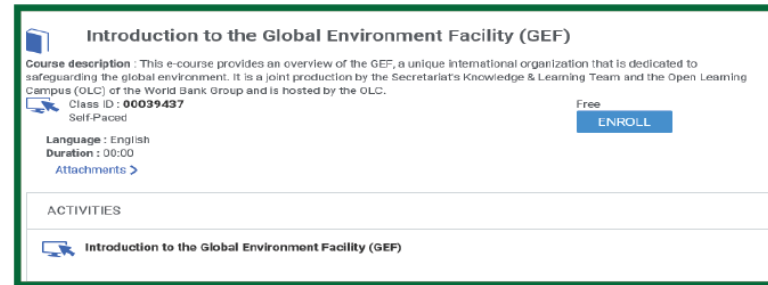 Introduction to the Global Environment Facility (GEF)
Course description : This e-course provides an overview of the GEF, a unique international organization that is dedicated to
safeguarding the global environment. It is a joint production by the Secretariat's Knowledge & Learning Team and the Open Learning
Campus (OLC) of the World Bank Group and is hosted by the OLC.
Class ID : 00039437
Free
Self-Paced
ENROLL
Language : English
Duration : 00:00
Attachments >
ACTIVITIES
Introduction to the Global Environment Facility (GEF)